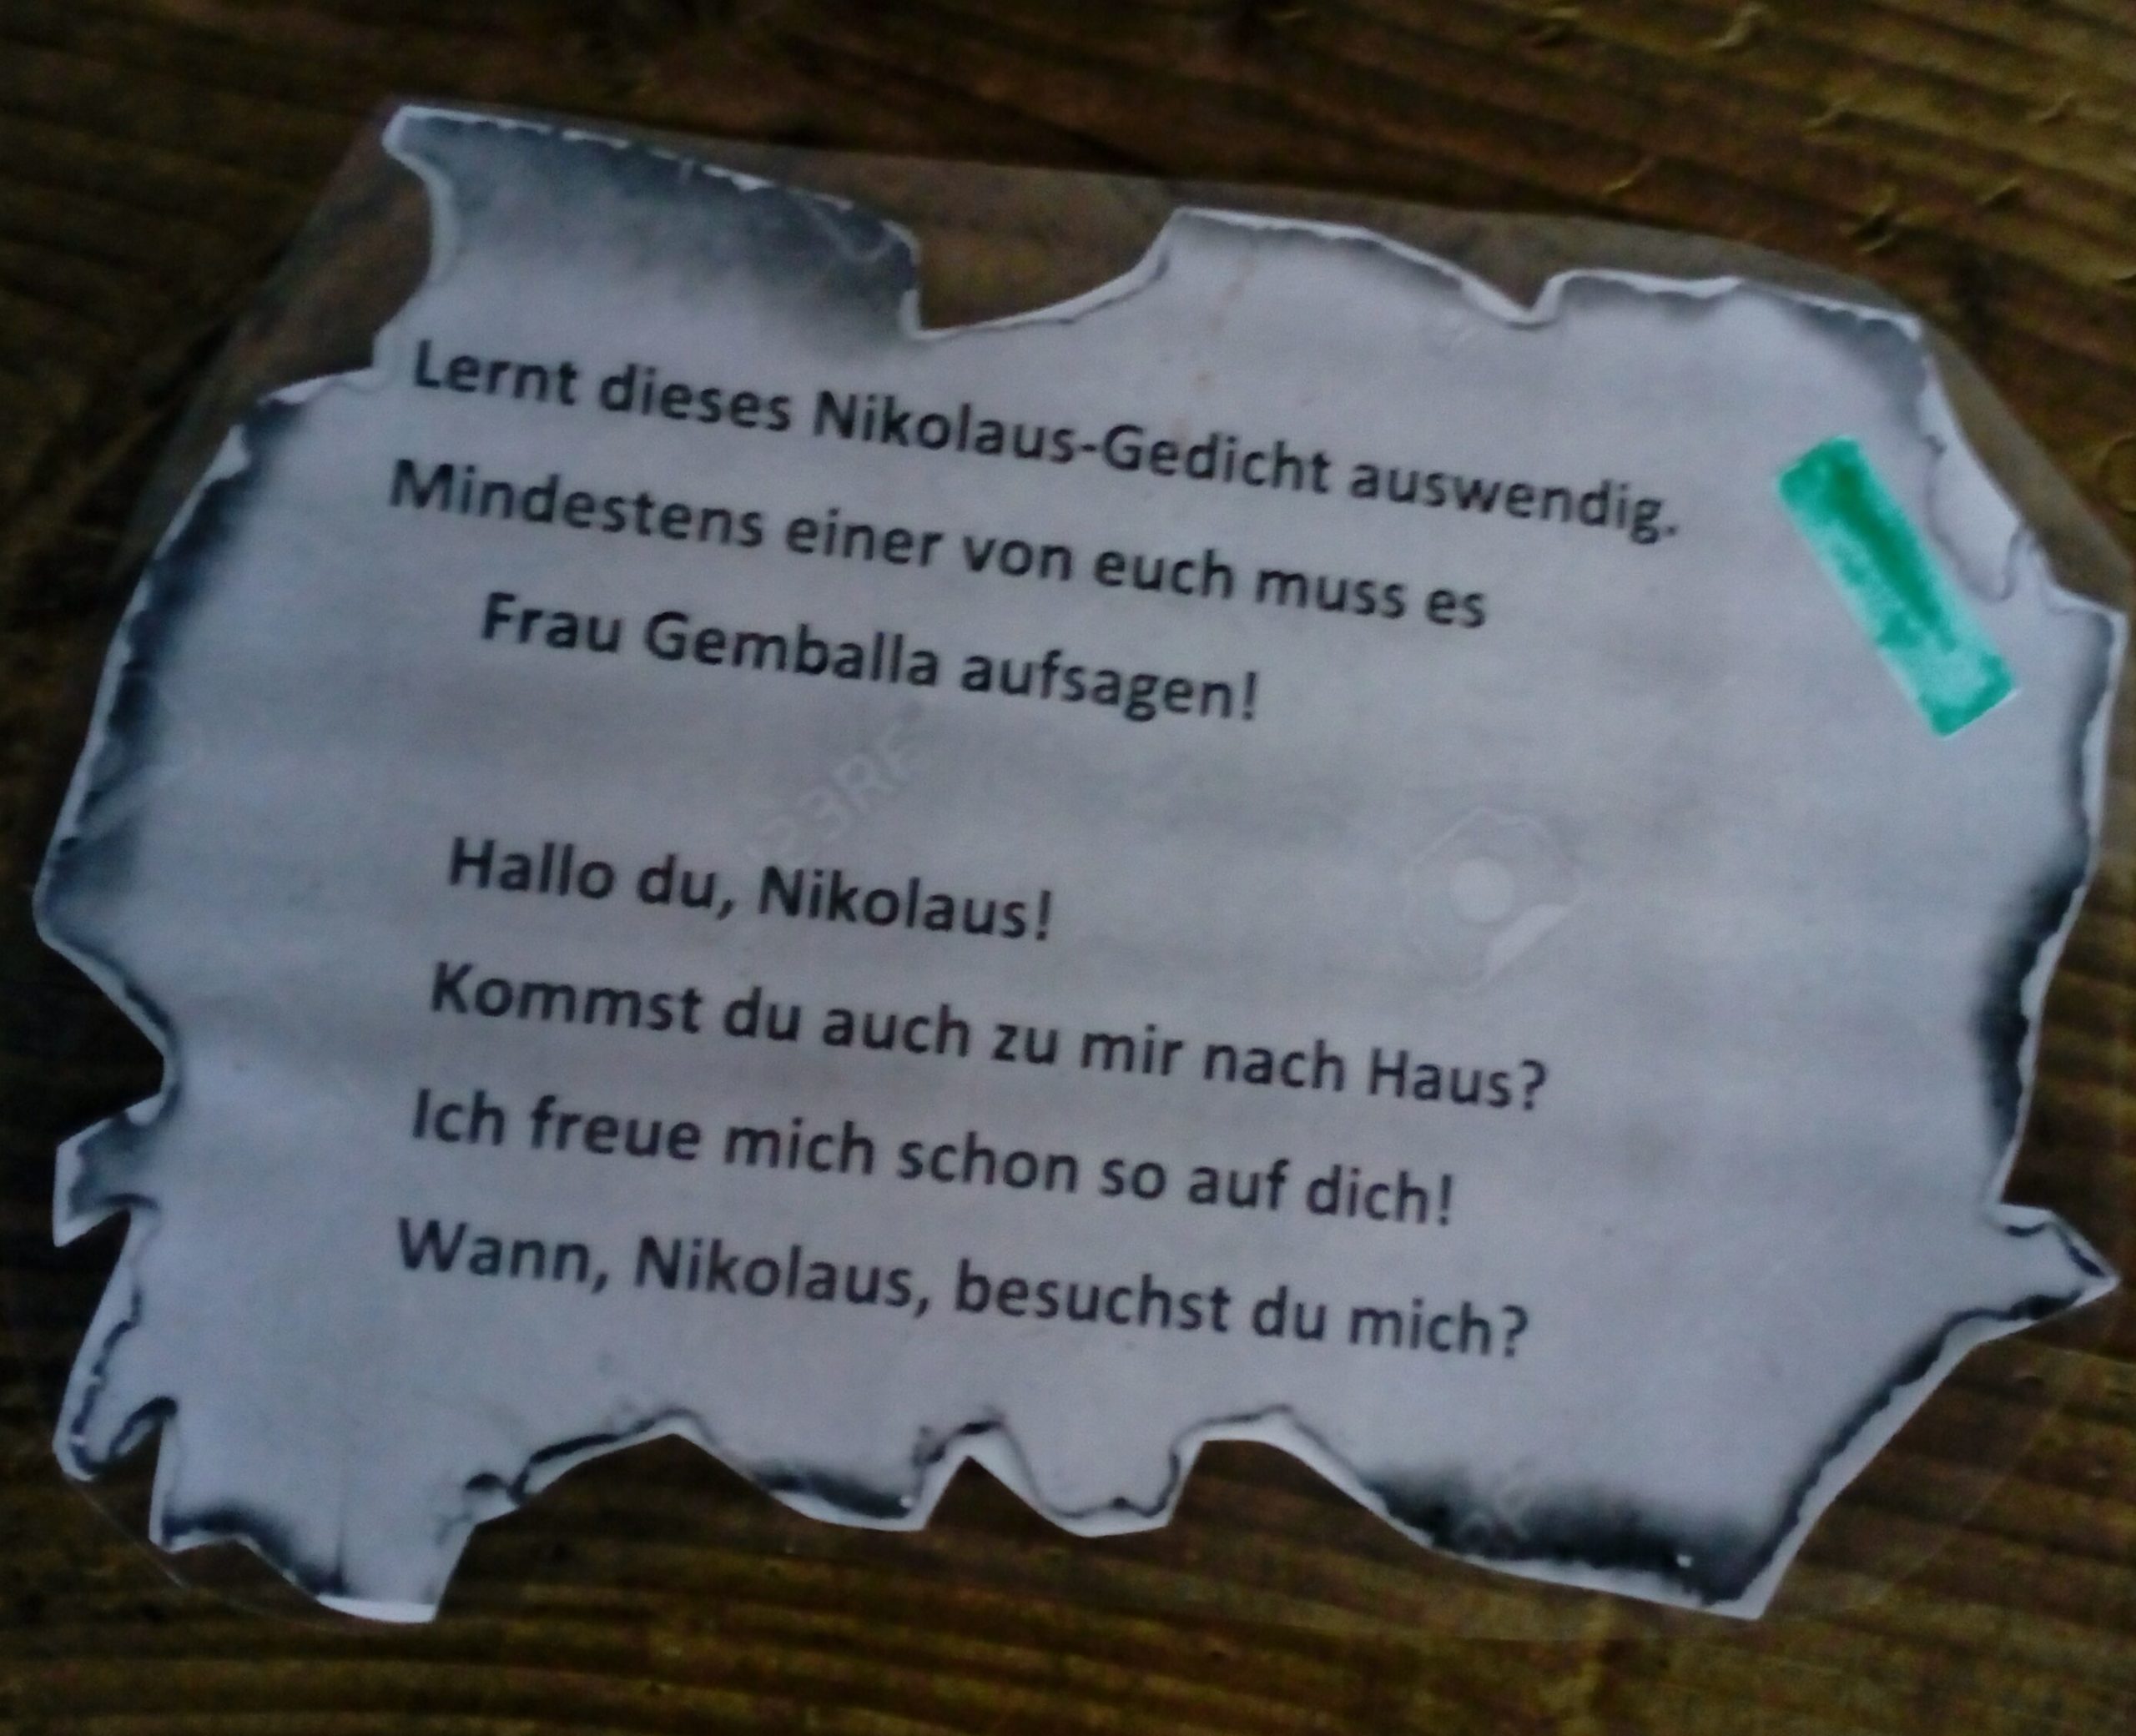 Lernt dieses Nikolaus-Gedicht auswendig.
Mindestens einer von euch muss es
Frau Gemballa aufsagen!
Hallo du, Nikolaus!
Kommst du auch zu mir nach Haus?
Ich freue mich schon so auf dich!
Wann, Nikolaus, besuchst du mich?